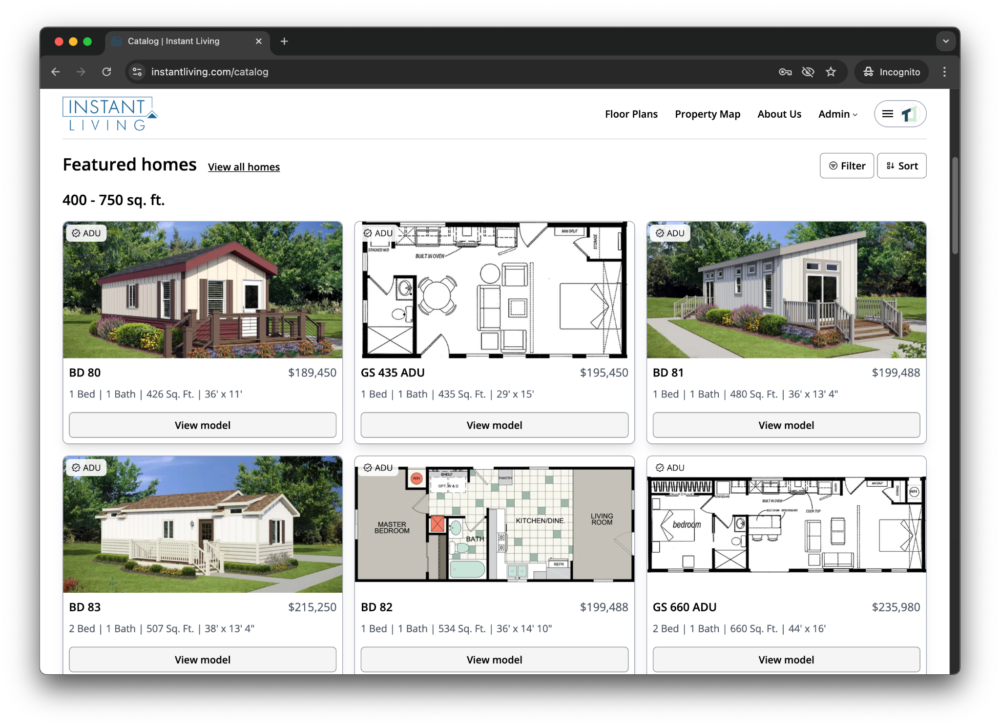 Catalog | Instant Living
instantliving.com/catalog
Incognito
INSTANT
LIVING
Floor Plans
Property Map
About Us
Admin
Featured homes
View all homes
Filter
Sort
400 - 750 sq. ft.
ADU
BD 80
$189,450
1 Bed | 1 Bath | 426 Sq. Ft. | 36' x 11'
View model
ADU
STACKED W/D
BUILT IN OVEN
MINI SPLIT
STORAGE
GS 435 ADU
$195,450
1 Bed | 1 Bath | 435 Sq. Ft. | 29' x 15'
View model
ADU
BD 81
$199,488
1 Bed | 1 Bath | 480 Sq. Ft. | 36' x 13' 4"
View model
ADU
BD 83
$215,250
2 Bed | 1 Bath | 507 Sq. Ft. | 38' x 13' 4"
View model
ADU
W/H
SHELF
OPT. W & D
PANTRY
MASTER
BEDROOM
BATH
KITCHEN/DINE.
LIVING
ROOM
REFR
BD 82
$199,488
1 Bed | 1 Bath | 534 Sq. Ft. | 36' x 14' 10"
View model
ADU
STACKED W/D
BUILT IN OVEN
PANTRY
MINI SPLIT
STORAGE
W/H
OPEN SHELVES
COOK TOP
bedroom
GS 660 ADU
$235,980
2 Bed | 1 Bath | 660 Sq. Ft. | 44' x 16'
View model